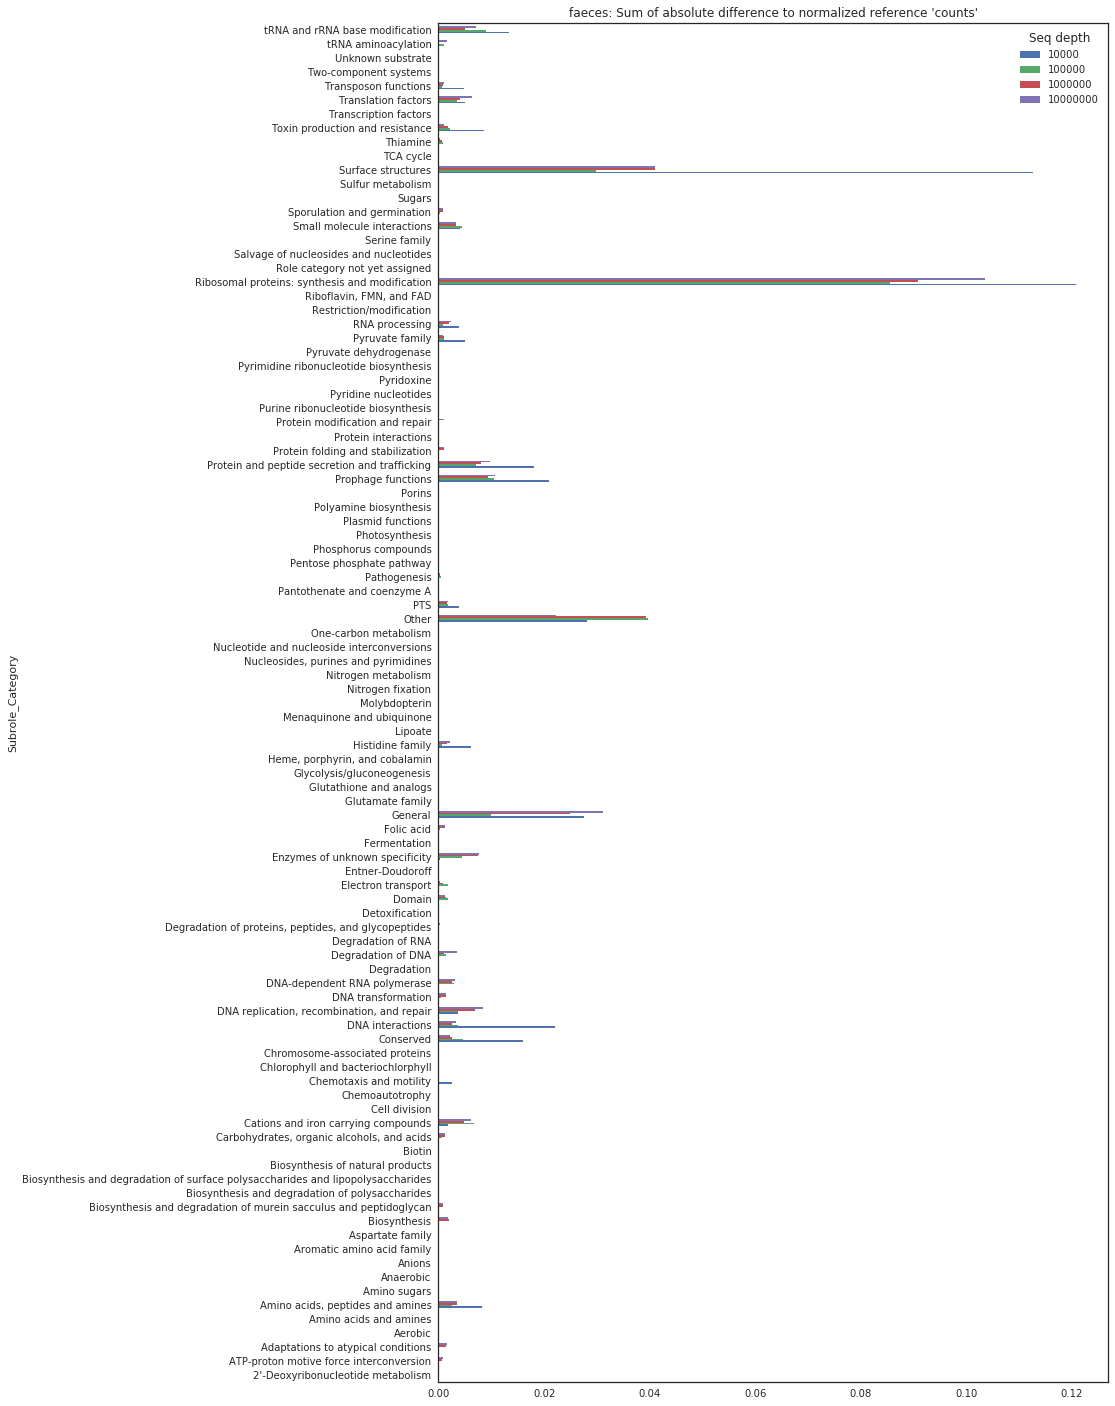 faeces: Sum of absolute difference to normalized reference 'counts'
Seq depth
10000
100000
1000000
10000000
tRNA and rRNA base modification
tRNA aminoacylation
Unknown substrate
Two-component systems
Transposon functions
Translation factors
Transcription factors
Toxin production and resistance
Thiamine
TCA cycle
Surface structures
Sulfur metabolism
Sugars
Sporulation and germination
Small molecule interactions
Serine family
Salvage of nucleosides and nucleotides
Role category not yet assigned
Ribosomal proteins: synthesis and modification
Riboflavin, FMN, and FAD
Restriction/modification
RNA processing
Pyruvate family
Pyruvate dehydrogenase
Pyrimidine ribonucleotide biosynthesis
Pyridoxine
Pyridine nucleotides
Purine ribonucleotide biosynthesis
Protein modification and repair
Protein interactions
Protein folding and stabilization
Protein and peptide secretion and trafficking
Prophage functions
Porins
Polyamine biosynthesis
Plasmid functions
Photosynthesis
Phosphorus compounds
Pentose phosphate pathway
Pathogenesis
Pantothenate and coenzyme A
PTS
Other
One-carbon metabolism
Nucleotide and nucleoside interconversions
Nucleosides, purines and pyrimidines
Nitrogen metabolism
Nitrogen fixation
Molybdopterin
Menaquinone and ubiquinone
Lipoate
Histidine family
Heme, porphyrin, and cobalamin
Glycolysis/gluconeogenesis
Glutathione and analogs
Glutamate family
General
Folic acid
Fermentation
Enzymes of unknown specificity
Entner-Doudoroff
Electron transport
Domain
Detoxification
Degradation of proteins, peptides, and glycopeptides
Degradation of RNA
Degradation of DNA
Degradation
DNA-dependent RNA polymerase
DNA transformation
DNA replication, recombination, and repair
DNA interactions
Conserved
Chromosome-associated proteins
Chlorophyll and bacteriochlorphyll
Chemotaxis and motility
Chemoautotrophy
Cell division
Cations and iron carrying compounds
Carbohydrates, organic alcohols, and acids
Biotin
Biosynthesis of natural products
Biosynthesis and degradation of surface polysaccharides and lipopolysaccharides
Biosynthesis and degradation of polysaccharides
Biosynthesis and degradation of murein sacculus and peptidoglycan
Biosynthesis
Aspartate family
Aromatic amino acid family
Anions
Anaerobic
Amino sugars
Amino acids, peptides and amines
Amino acids and amines
Aerobic
Adaptations to atypical conditions
ATP-proton motive force interconversion
2'-Deoxyribonucleotide metabolism
Subrole_Category
0.00 0.02 0.04 0.06 0.08 0.10 0.12